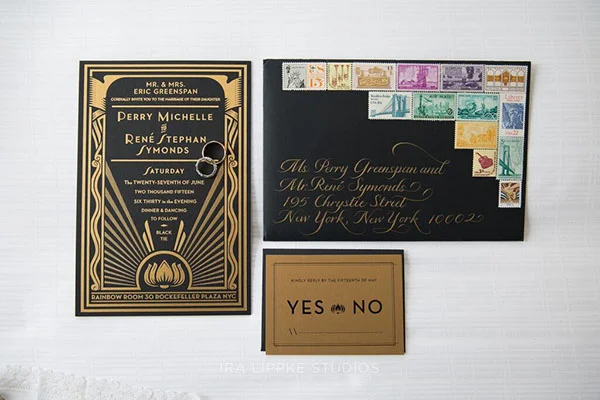 MR. & MRS.
ERIC GREENSPAN
CORDIALLY INVITE YOU TO THE MARRIAGE OF THEIR DAUGHTER
PERRY MICHELLE
TO
RENÉ STEPHAN
SYMONDS
SATURDAY
THE TWENTY-SEVENTH OF JUNE
TWO THOUSAND FIFTEEN
SIX THIRTY IN THE EVENING
DINNER & DANCING
TO FOLLOW
BLACK
TIE
RAINBOW ROOM 30 ROCKEFELLER PLAZA NYC
Ms. Perry Greenspan and
Mr. René Symonds
195 Chrystie Street
New York, New York 10002
KINDLY REPLY BY THE FIFTEENTH OF MAY
YES NO
M
IRA LIPPKE STUDIOS